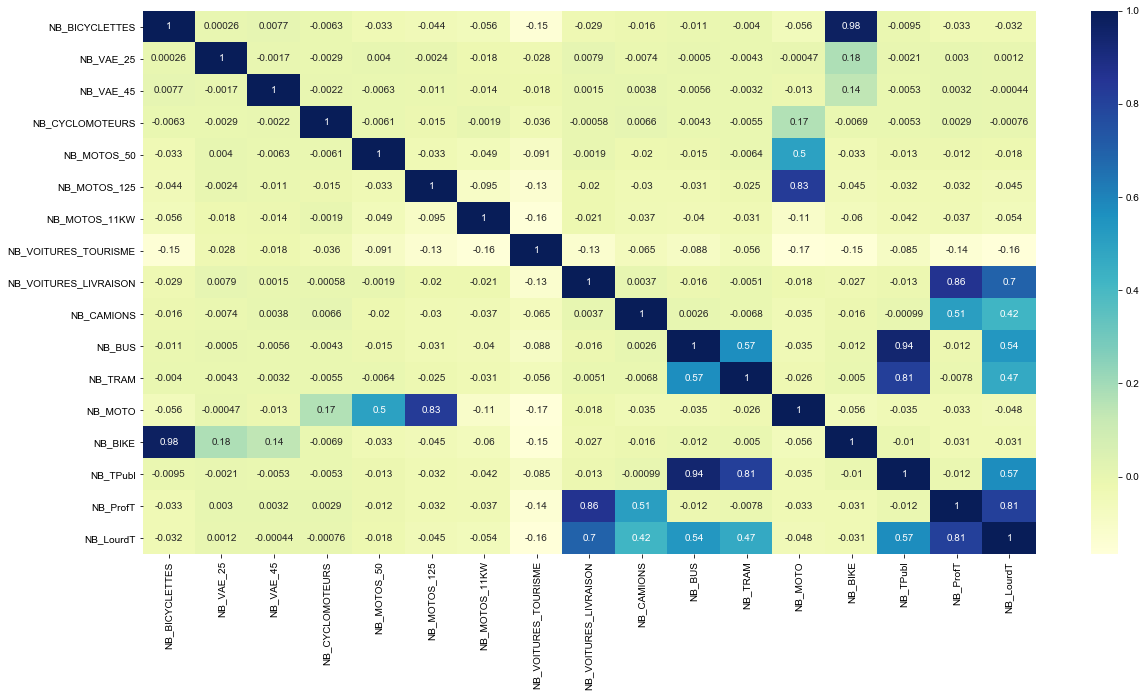 NB_BICYCLETTES 1 0.00026 0.0077 -0.0063 -0.033 -0.044 -0.056 -0.15 -0.029 -0.016 -0.011 -0.004 -0.056 0.98 -0.0095 -0.033 -0.032
NB_VAE_25 0.00026 1 -0.0017 -0.0029 0.004 -0.0024 -0.018 -0.028 0.0079 -0.0074 -0.0005 -0.0043 -0.00047 0.18 -0.0021 0.003 0.0012
NB_VAE_45 0.0077 -0.0017 1 -0.0022 -0.0063 -0.011 -0.014 -0.018 0.0015 0.0038 -0.0056 -0.0032 -0.013 0.14 -0.0053 0.0032 -0.00044
NB_CYCLOMOTEURS -0.0063 -0.0029 -0.0022 1 -0.0061 -0.015 -0.0019 -0.036 -0.00058 0.0066 -0.0043 -0.0055 0.17 -0.0069 -0.0053 0.0029 -0.00076
NB_MOTOS_50 -0.033 0.004 -0.0063 -0.0061 1 -0.033 -0.049 -0.091 -0.0019 -0.02 -0.015 -0.0064 0.5 -0.033 -0.013 -0.012 -0.018
NB_MOTOS_125 -0.044 -0.0024 -0.011 -0.015 -0.033 1 -0.095 -0.13 -0.02 -0.03 -0.031 -0.025 0.83 -0.045 -0.032 -0.032 -0.045
NB_MOTOS_11KW -0.056 -0.018 -0.014 -0.0019 -0.049 -0.095 1 -0.16 -0.021 -0.037 -0.04 -0.031 -0.11 -0.06 -0.042 -0.037 -0.054
NB_VOITURES_TOURISME -0.15 -0.028 -0.018 -0.036 -0.091 -0.13 -0.16 1 -0.13 -0.065 -0.088 -0.056 -0.17 -0.15 -0.085 -0.14 -0.16
NB_VOITURES_LIVRAISON -0.029 0.0079 0.0015 -0.00058 -0.0019 -0.02 -0.021 -0.13 1 0.0037 -0.016 -0.0051 -0.018 -0.027 -0.013 0.86 0.7
NB_CAMIONS -0.016 -0.0074 0.0038 0.0066 -0.02 -0.03 -0.037 -0.065 0.0037 1 0.0026 -0.0068 -0.035 -0.016 -0.00099 0.51 0.42
NB_BUS -0.011 -0.0005 -0.0056 -0.0043 -0.015 -0.031 -0.04 -0.088 -0.016 0.0026 1 0.57 -0.035 -0.012 0.94 -0.012 0.54
NB_TRAM -0.004 -0.0043 -0.0032 -0.0055 -0.0064 -0.025 -0.031 -0.056 -0.0051 -0.0068 0.57 1 -0.026 -0.005 0.81 -0.0078 0.47
NB_MOTO -0.056 -0.00047 -0.013 0.17 0.5 0.83 -0.11 -0.17 -0.018 -0.035 -0.035 -0.026 1 -0.056 -0.035 -0.033 -0.048
NB_BIKE 0.98 0.18 0.14 -0.0069 -0.033 -0.045 -0.06 -0.15 -0.027 -0.016 -0.012 -0.005 -0.056 1 -0.01 -0.031 -0.031
NB_TPubl -0.0095 -0.0021 -0.0053 -0.0053 -0.013 -0.032 -0.042 -0.085 -0.013 -0.00099 0.94 0.81 -0.035 -0.01 1 -0.012 0.57
NB_ProfT -0.033 0.003 0.0032 0.0029 -0.012 -0.032 -0.037 -0.14 0.86 0.51 -0.012 -0.0078 -0.033 -0.031 -0.012 1 0.81
NB_LourdT -0.032 0.0012 -0.00044 -0.00076 -0.018 -0.045 -0.054 -0.16 0.7 0.42 0.54 0.47 -0.048 -0.031 0.57 0.81 1
NB_BICYCLETTES
NB_VAE_25
NB_VAE_45
NB_CYCLOMOTEURS
NB_MOTOS_50
NB_MOTOS_125
NB_MOTOS_11KW
NB_VOITURES_TOURISME
NB_VOITURES_LIVRAISON
NB_CAMIONS
NB_BUS
NB_TRAM
NB_MOTO
NB_BIKE
NB_TPubl
NB_ProfT
NB_LourdT
1.0
0.8
0.6
0.4
0.2
0.0